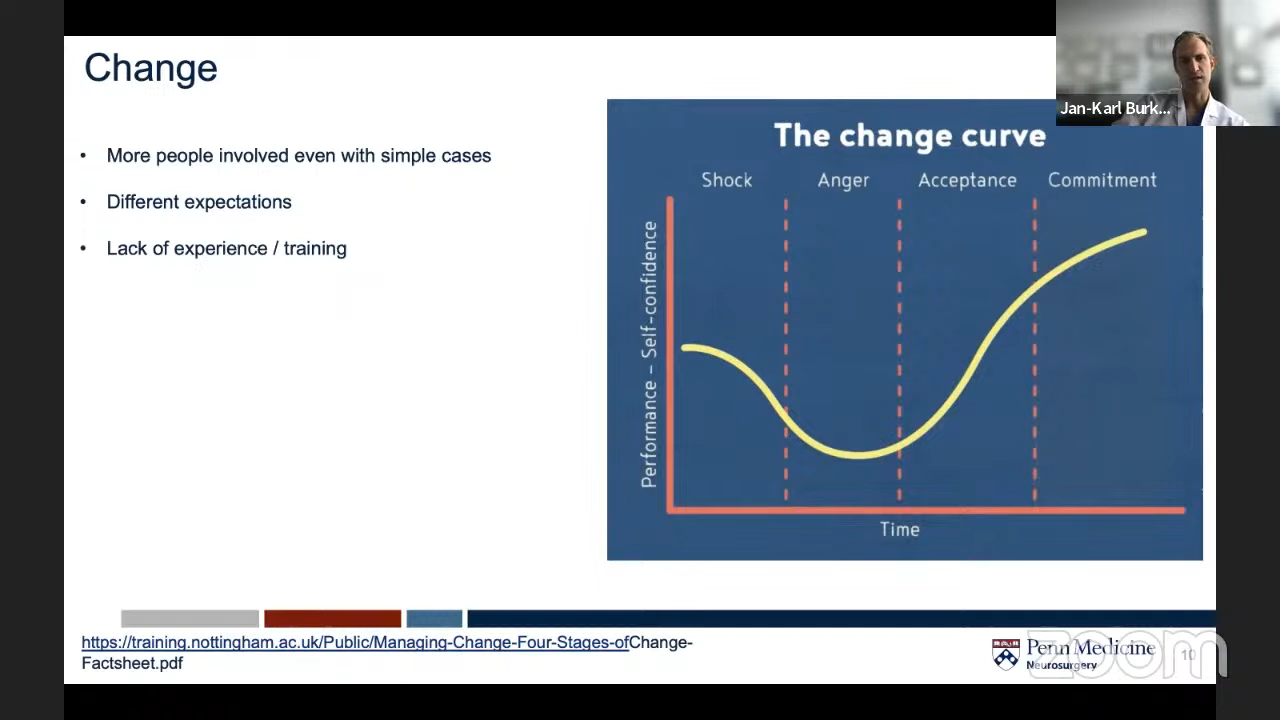 Change
Jan-Karl Burk...
• More people involved even with simple cases
• Different expectations
• Lack of experience / training
The change curve
Shock Anger Acceptance Commitment
Performance – Self-confidence
Time
https://training.nottingham.ac.uk/Public/Managing-Change-Four-Stages-ofChange-
Factsheet.pdf
Penn Medicine
Neurosurgery
10
zoom